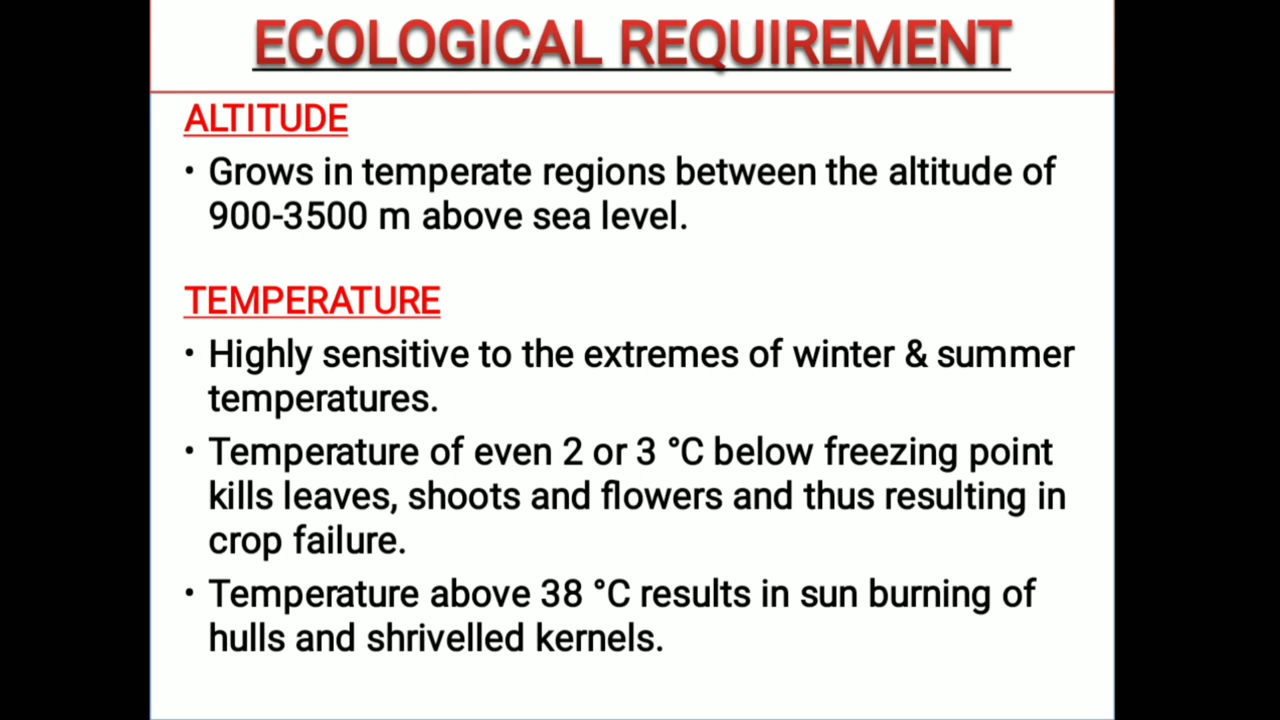 ECOLOGICAL REQUIREMENT
ALTITUDE
• Grows in temperate regions between the altitude of
900-3500 m above sea level.
TEMPERATURE
• Highly sensitive to the extremes of winter & summer
temperatures.
• Temperature of even 2 or 3 °C below freezing point
kills leaves, shoots and flowers and thus resulting in
crop failure.
• Temperature above 38 °C results in sun burning of
hulls and shrivelled kernels.